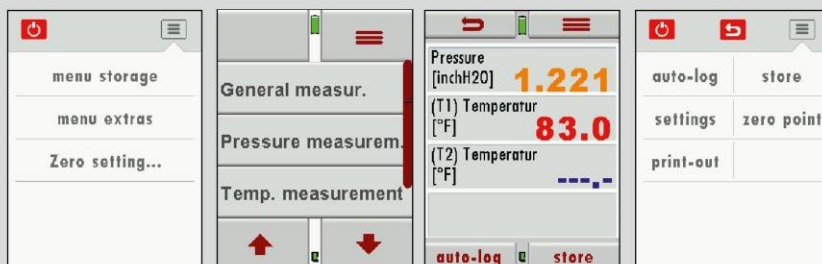 menu storage
menu extras
Zero setting...
General measur.
Pressure measurem.
Temp. measurement
Pressure
[inchH2O] 1.221
(T1) Temperatur
[°F] 83.0
(T2) Temperatur
[°F] ---.-
auto-log store
auto-log store
settings zero point
print-out